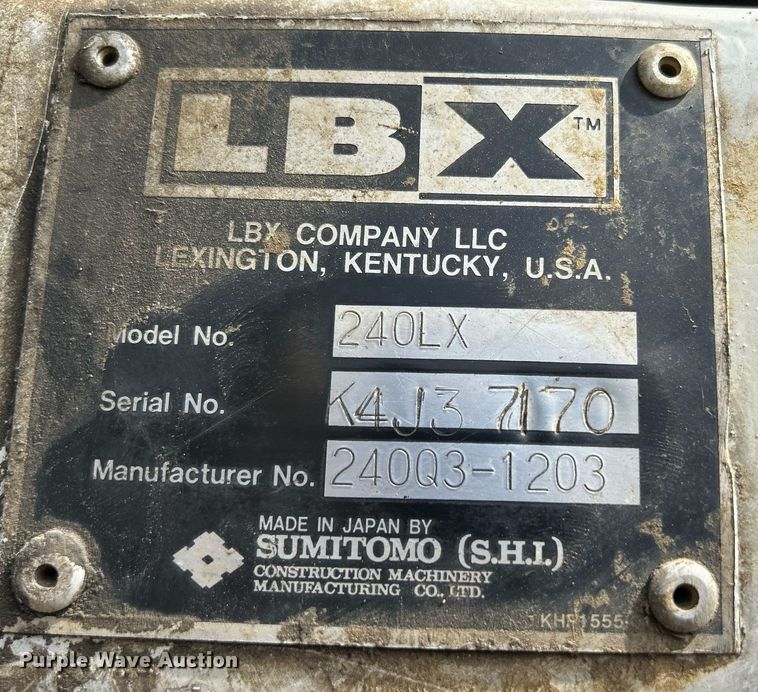 LBX™
LBX COMPANY LLC
LEXINGTON, KENTUCKY, U.S.A.
Model No. 240LX
Serial No. K4J3 7170
Manufacturer No. 240Q3-1203
MADE IN JAPAN BY
SUMITOMO (S.H.I.)
CONSTRUCTION MACHINERY
MANUFACTURING CO., LTD.
Purple Wave Auction